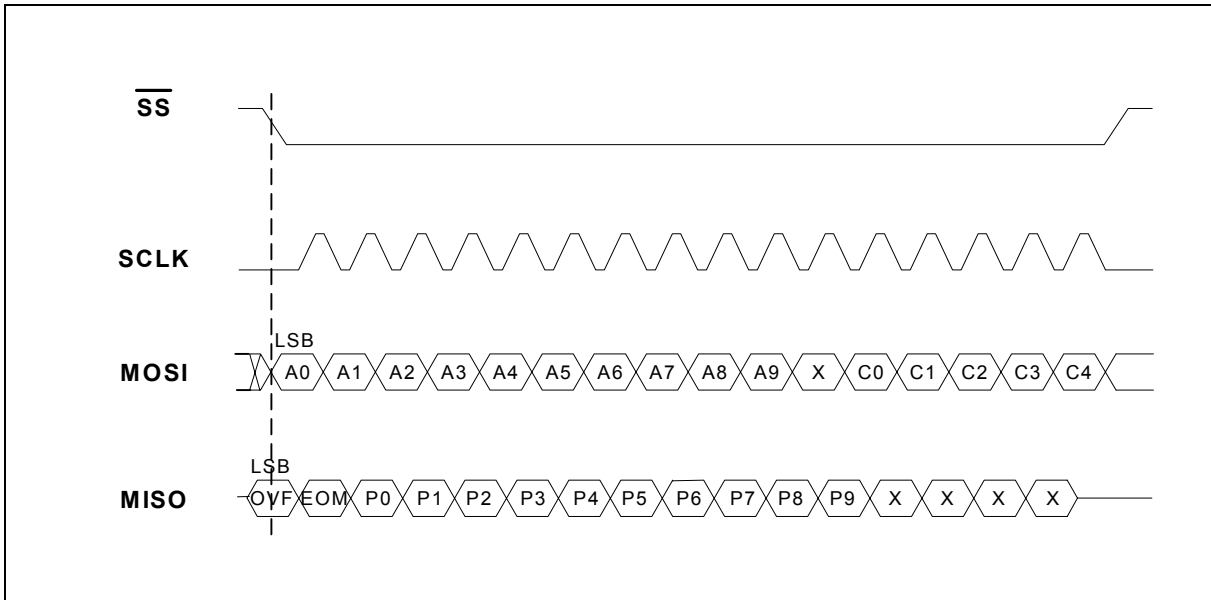 SS
SCLK
LSB
MOSI A0 A1 A2 A3 A4 A5 A6 A7 A8 A9 X C0 C1 C2 C3 C4
LSB
MISO OVF EOM P0 P1 P2 P3 P4 P5 P6 P7 P8 P9 X X X X